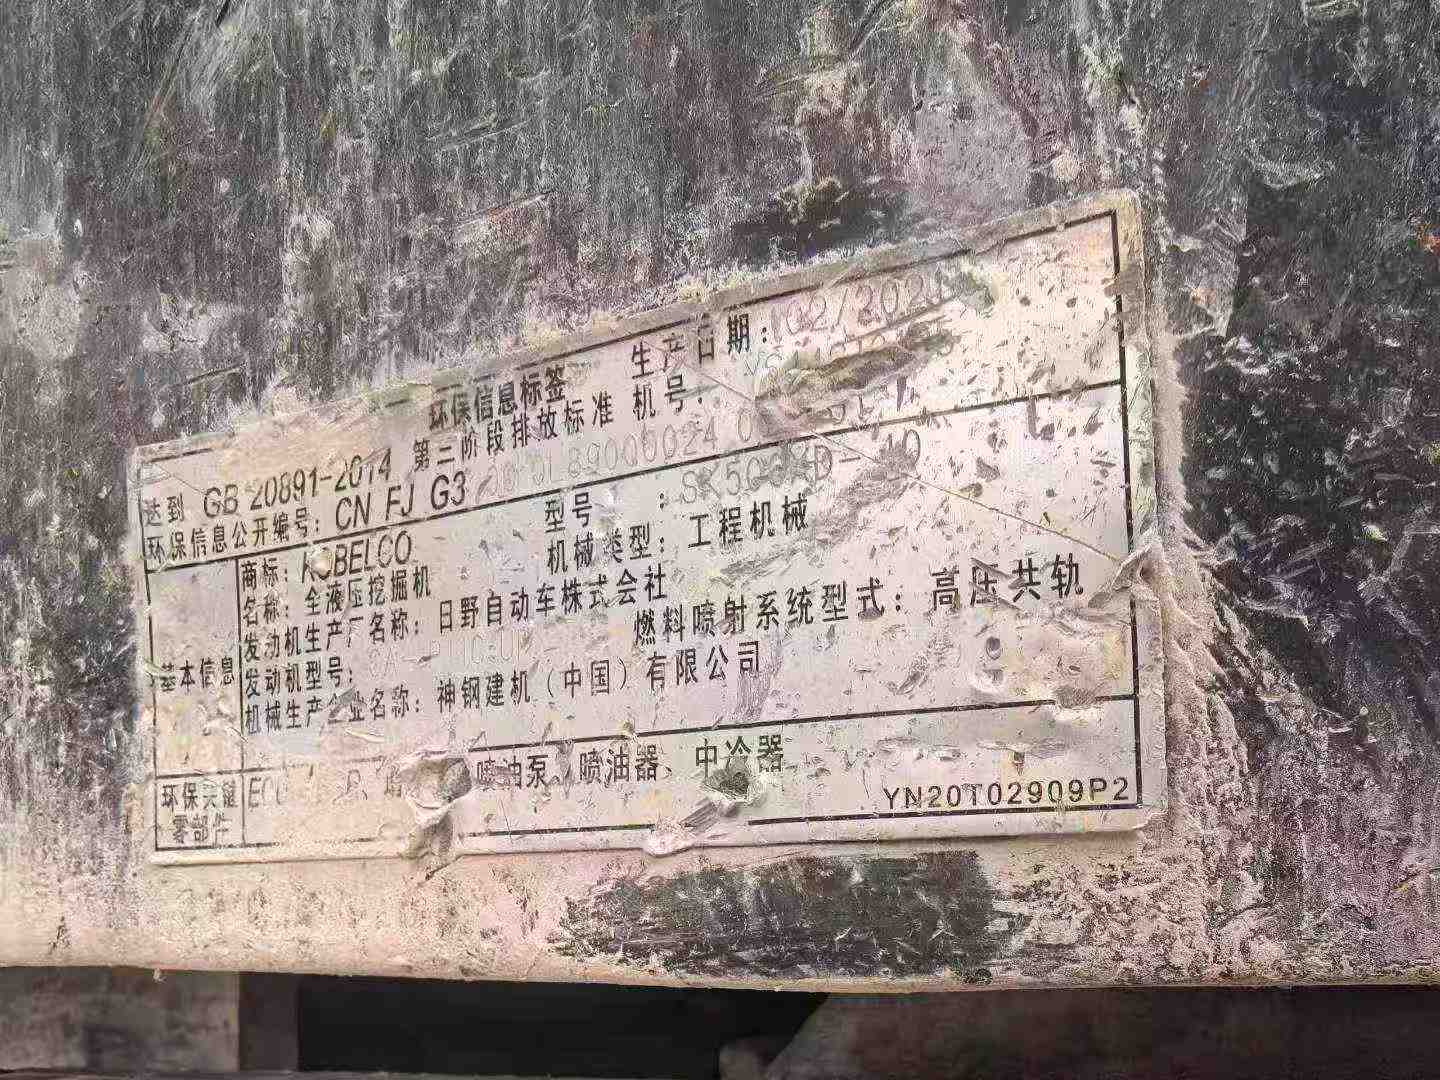 环保信息标签
生产日期: 02/202
达到 GB 20891-2014 第三阶段排放标准 机号:
环保信息公开编号: CN FJ G3
商标: KOBELCO 型号 :
名称: 全液压挖掘机 机械类型: 工程机械
发动机生产厂名称: 日野自动车株式会社
发动机型号: 燃料喷射系统型式: 高压共轨
机械生产企业名称: 神钢建机(中国)有限公司
基本信息
环保关键
零部件
喷油泵、喷油器、中冷器
YN20T02909P2